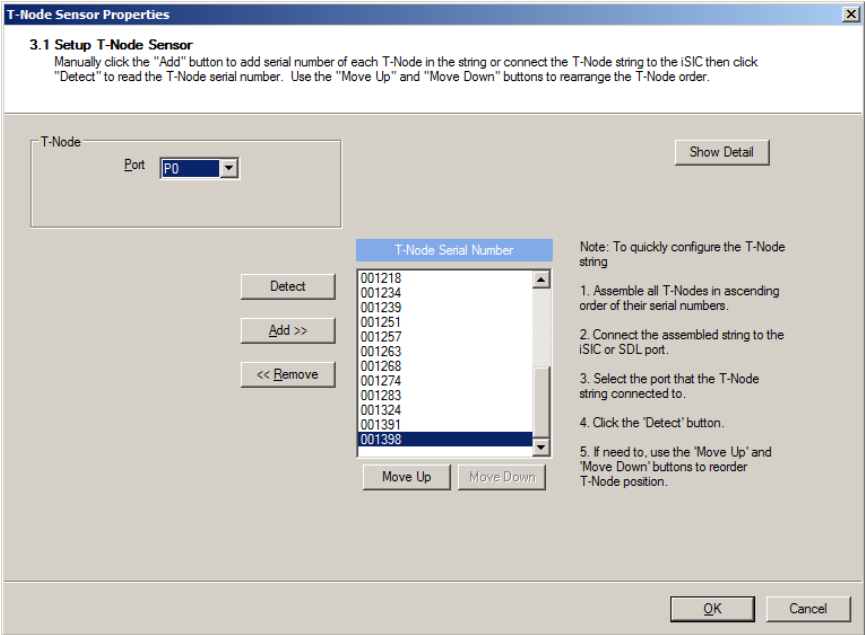 T-Node Sensor Properties
3.1 Setup T-Node Sensor
Manually click the "Add" button to add serial number of each T-Node in the string or connect the T-Node string to the iSIC then click
"Detect" to read the T-Node serial number. Use the "Move Up" and "Move Down" buttons to rearrange the T-Node order.
T-Node
Port P0
Show Detail
T-Node Serial Number
001218
001234
001239
001251
001257
001263
001268
001274
001283
001324
001391
001398
Detect
Add >>
<< Remove
Move Up Move Down
Note: To quickly configure the T-Node
string
1. Assemble all T-Nodes in ascending
order of their serial numbers.
2. Connect the assembled string to the
iSIC or SDL port.
3. Select the port that the T-Node
string connected to.
4. Click the 'Detect' button.
5. If need to, use the 'Move Up' and
'Move Down' buttons to reorder
T-Node position.
OK Cancel